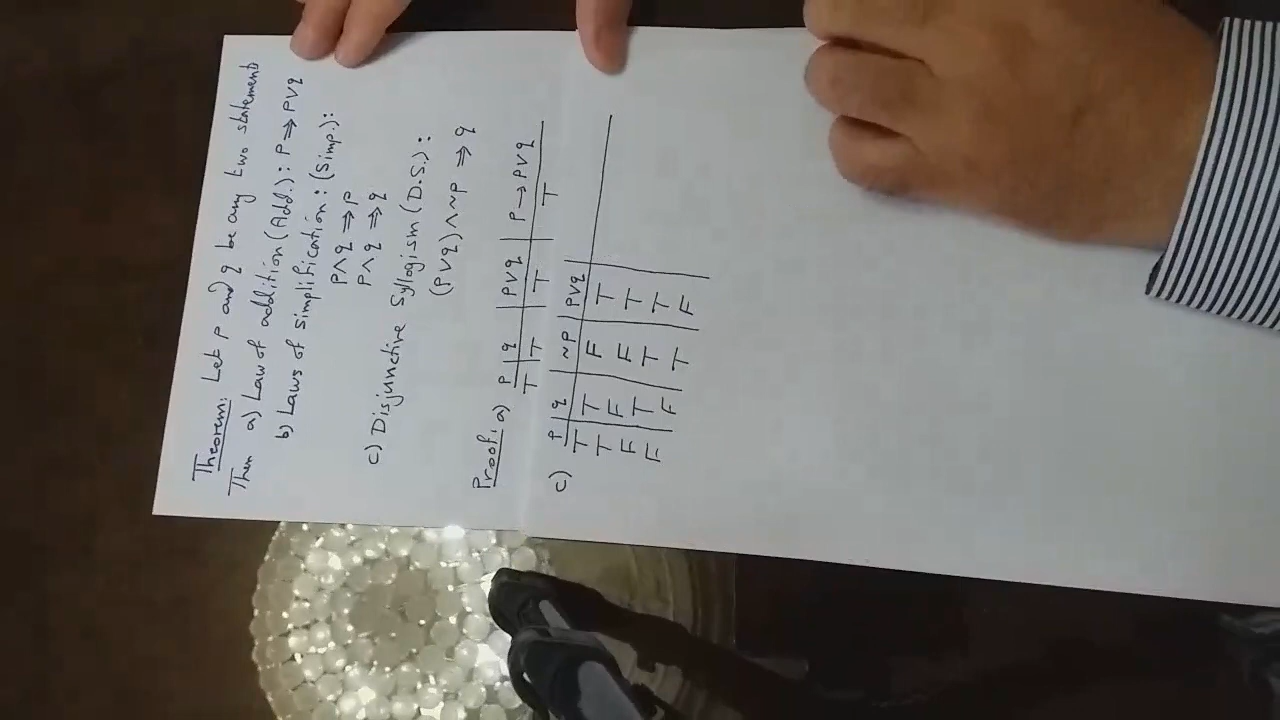 Theorem: Let p and q be any two statements
Then a) Law of addition (Add.): p ⇒ p∨q
b) Laws of simplification: (Simp.):
p∧q ⇒ p
p∧q ⇒ q
c) Disjunctive Syllogism (D.S.):
(p∨q)∧~p ⇒ q
Proof: a) p | q | p∨q | p → p∨q
T | T | T | T
c) p | q | ~p | p∨q |
T | T | F | T
T | F | F | T
F | T | T | T
F | F | T | F